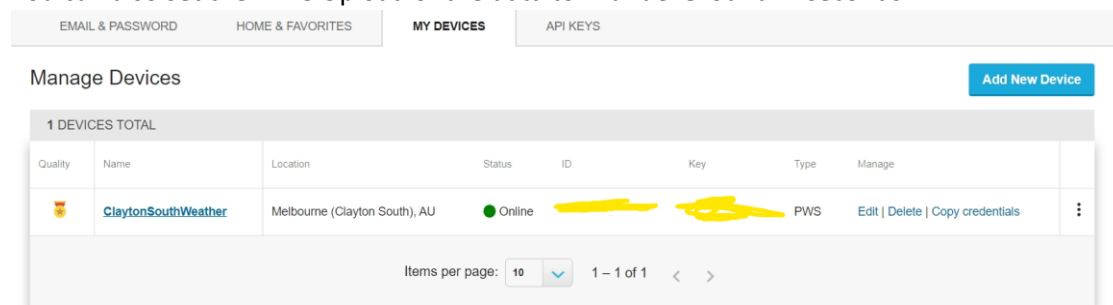 EMAIL & PASSWORD HOME & FAVORITES MY DEVICES API KEYS
Manage Devices Add New Device
1 DEVICES TOTAL
Quality Name Location Status ID Key Type Manage
ClaytonSouthWeather Melbourne (Clayton South), AU Online PWS Edit | Delete | Copy credentials
Items per page: 10 1 – 1 of 1